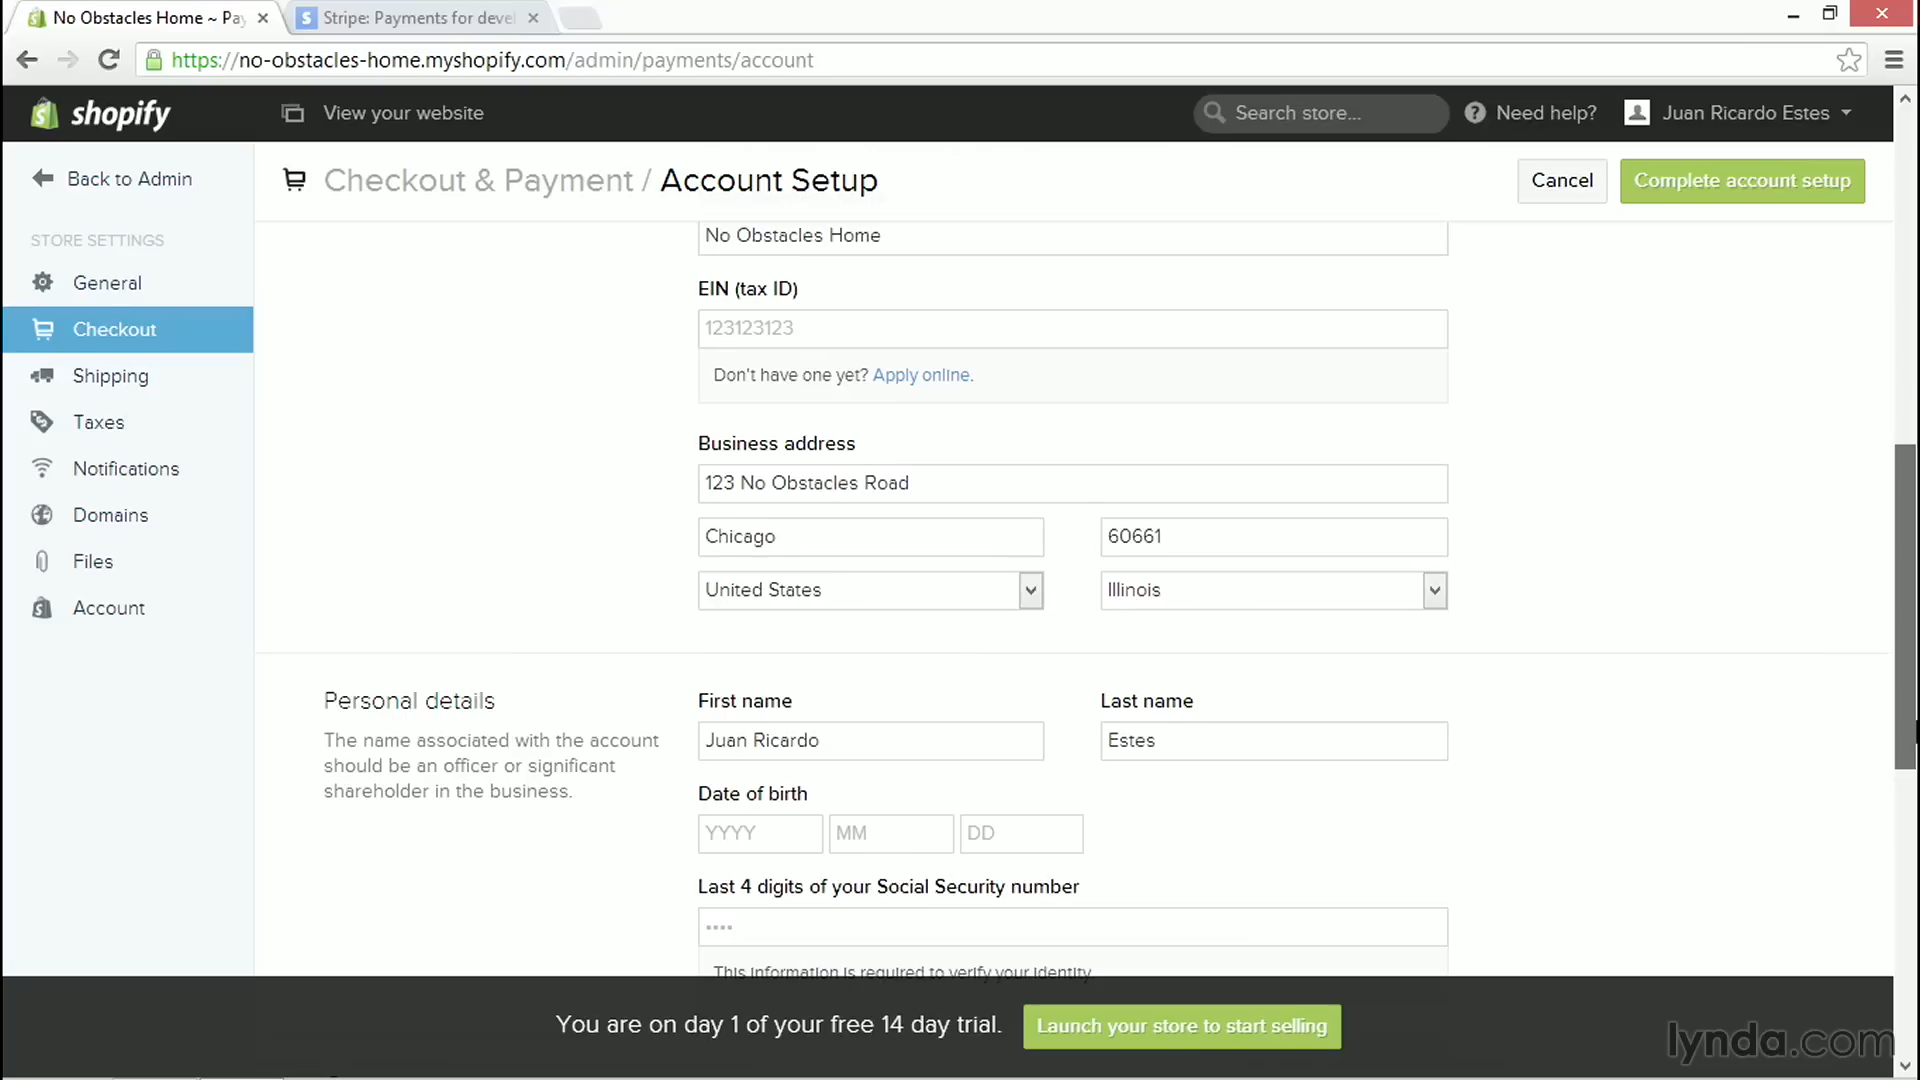 No Obstacles Home ~ Pay
Stripe: Payments for devel
https://no-obstacles-home.myshopify.com/admin/payments/account
shopify
View your website
Search store...
Need help?
Juan Ricardo Estes
Back to Admin
Checkout & Payment / Account Setup
Cancel
Complete account setup
STORE SETTINGS
General
Checkout
Shipping
Taxes
Notifications
Domains
Files
Account
No Obstacles Home
EIN (tax ID)
123123123
Don't have one yet? Apply online.
Business address
123 No Obstacles Road
Chicago
60661
United States
Illinois
Personal details
The name associated with the account
should be an officer or significant
shareholder in the business.
First name
Last name
Juan Ricardo
Estes
Date of birth
YYYY
MM
DD
Last 4 digits of your Social Security number
••••
This information is required to verify your identity
You are on day 1 of your free 14 day trial.
Launch your store to start selling
lynda.com